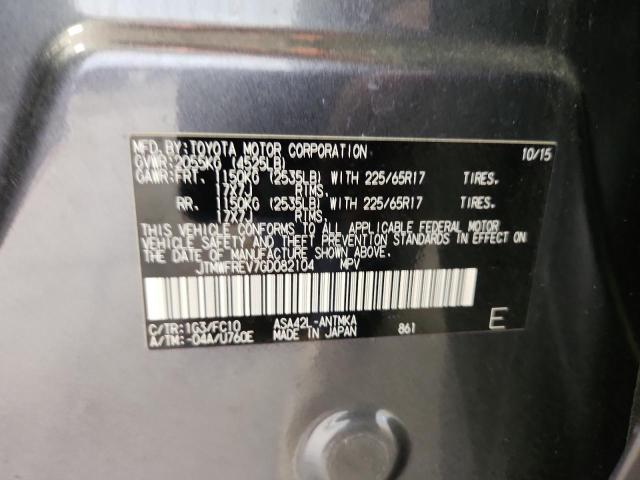 MFD. BY: TOYOTA MOTOR CORPORATION 10/15
GVWR: 2055KG (4525LB)
GAWR: FRT. 1150KG (2535LB) WITH 225/65R17 TIRES.
17X7J RIMS,
RR. 1150KG (2535LB) WITH 225/65R17 TIRES.
17X7J RIMS,
THIS VEHICLE CONFORMS TO ALL APPLICABLE FEDERAL MOTOR
VEHICLE SAFETY AND THEFT PREVENTION STANDARDS IN EFFECT ON
THE DATE OF MANUFACTURE SHOWN ABOVE.
JTMWFREV7GD082104 MPV
C/TR: 1G3/FC10 ASA42L-ANTMKA 861 E
A/TM: -04A/U760E MADE IN JAPAN